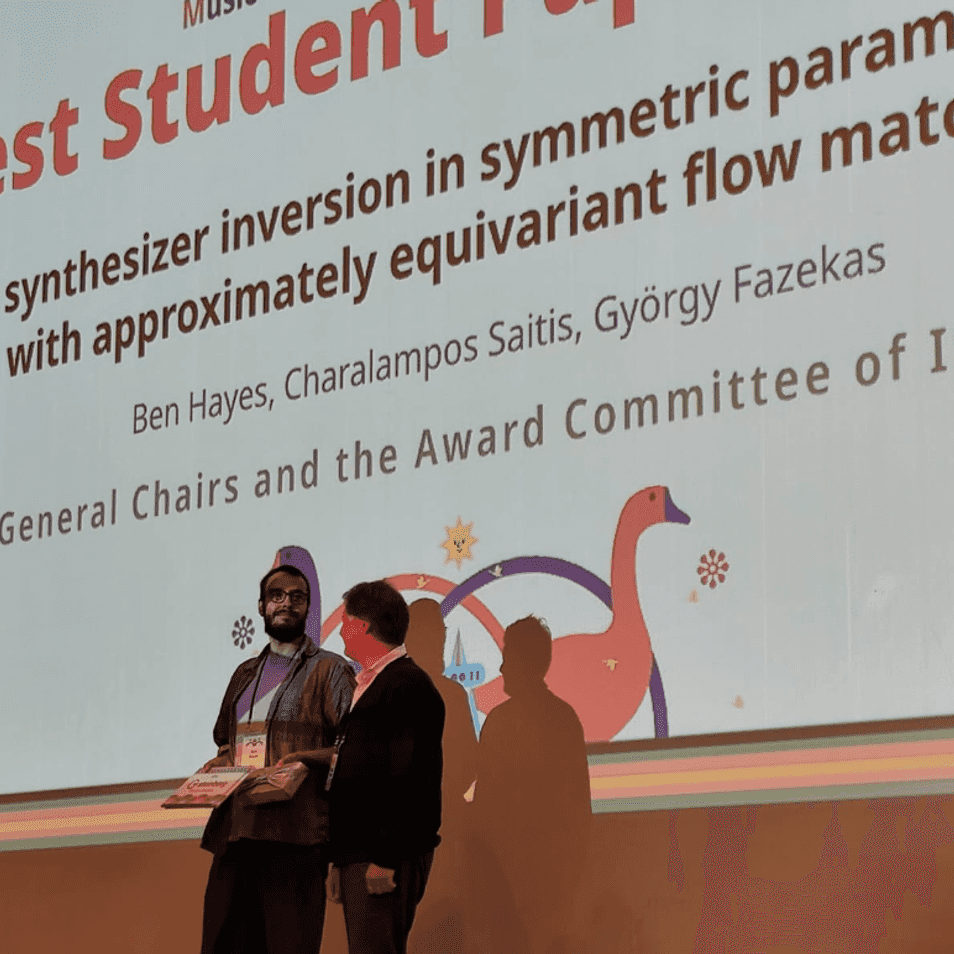 Music
est Student Pap
synthesizer inversion in symmetric param
with approximately equivariant flow matc
Ben Hayes, Charalampos Saitis, György Fazekas
General Chairs and the Award Committee of I